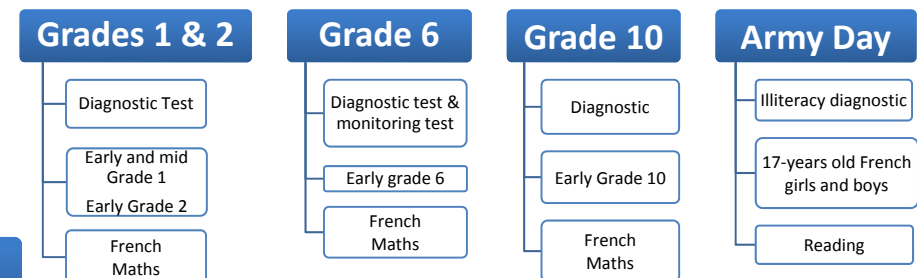 Grades 1 & 2
Diagnostic Test
Early and mid
Grade 1
Early Grade 2
French
Maths
Grade 6
Diagnostic test &
monitoring test
Early grade 6
French
Maths
Grade 10
Diagnostic
Early Grade 10
French
Maths
Army Day
Illiteracy diagnostic
17-years old French
girls and boys
Reading